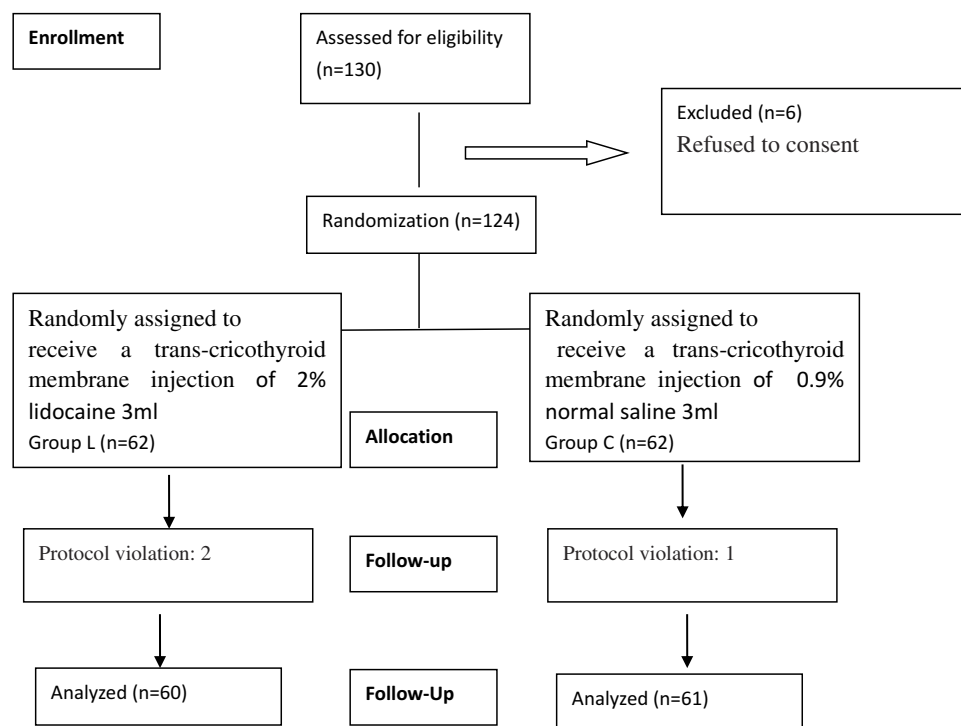 Enrollment
Assessed for eligibility
(n=130)
Excluded (n=6)
Refused to consent
Randomization (n=124)
Randomly assigned to
receive a trans-cricothyroid
membrane injection of 2%
lidocaine 3ml
Group L (n=62)
Allocation
Randomly assigned to
receive a trans-cricothyroid
membrane injection of 0.9%
normal saline 3ml
Group C (n=62)
Protocol violation: 2
Follow-up
Protocol violation: 1
Analyzed (n=60)
Follow-Up
Analyzed (n=61)